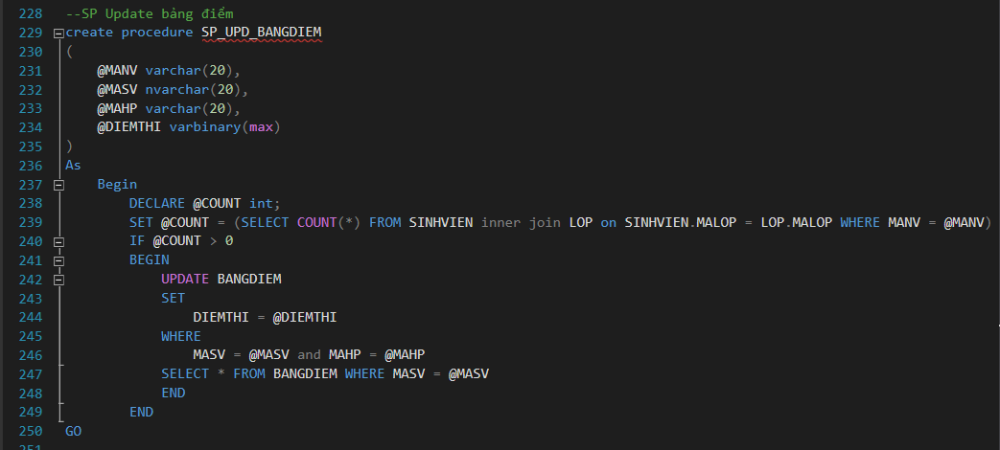 228 --SP Update bảng điểm
229 create procedure SP_UPD_BANGDIEM
230 (
231 @MANV varchar(20),
232 @MASV nvarchar(20),
233 @MAHP varchar(20),
234 @DIEMTHI varbinary(max)
235 )
236 As
237 Begin
238 DECLARE @COUNT int;
239 SET @COUNT = (SELECT COUNT(*) FROM SINHVIEN inner join LOP on SINHVIEN.MALOP = LOP.MALOP WHERE MANV = @MANV)
240 IF @COUNT > 0
241 BEGIN
242 UPDATE BANGDIEM
243 SET
244 DIEMTHI = @DIEMTHI
245 WHERE
246 MASV = @MASV and MAHP = @MAHP
247 SELECT * FROM BANGDIEM WHERE MASV = @MASV
248 END
249 END
250 GO
251